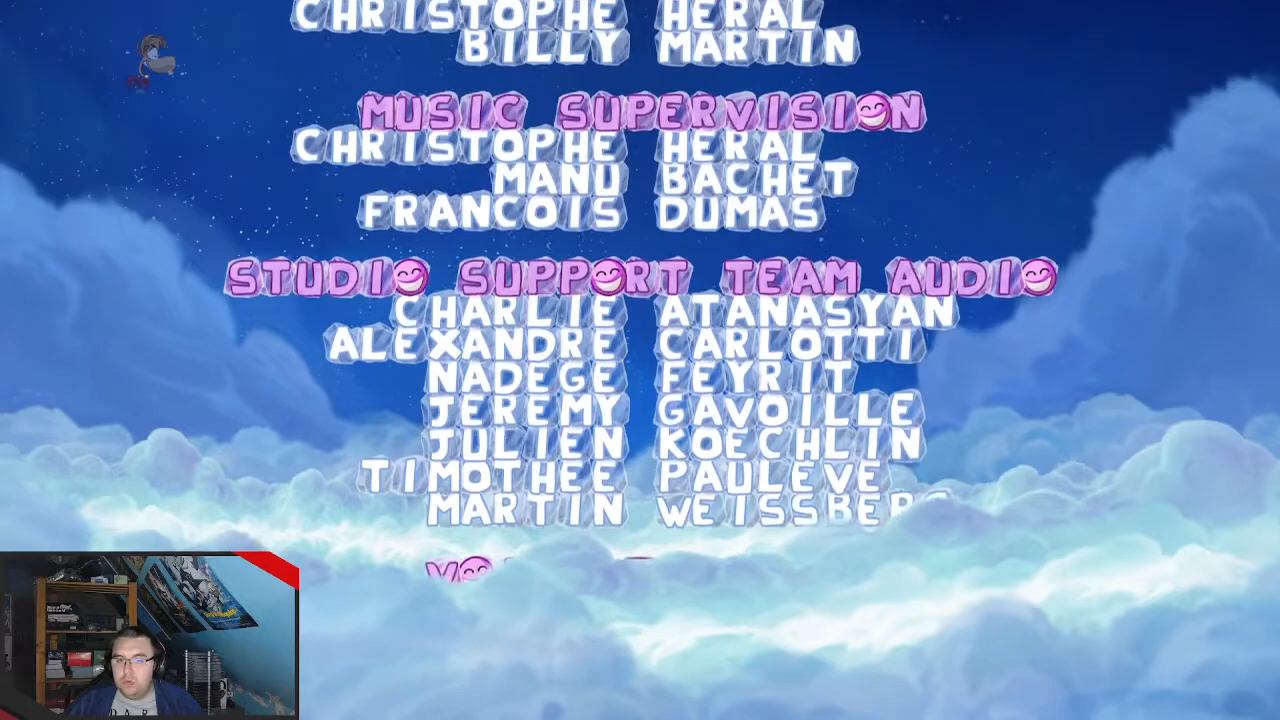 CHRISTOPHE HERAL
BILLY MARTIN
MUSIC SUPERVISION
CHRISTOPHE HERAL
MANU BACHET
FRANCOIS DUMAS
STUDIO SUPPORT TEAM AUDIO
CHARLIE ATANASYAN
ALEXANDRE CARLOTTI
NADEGE FEYRIT
JEREMY GAVOILLE
JULIEN KOECHLIN
TIMOTHEE PAULEVE
MARTIN WEISSBERG